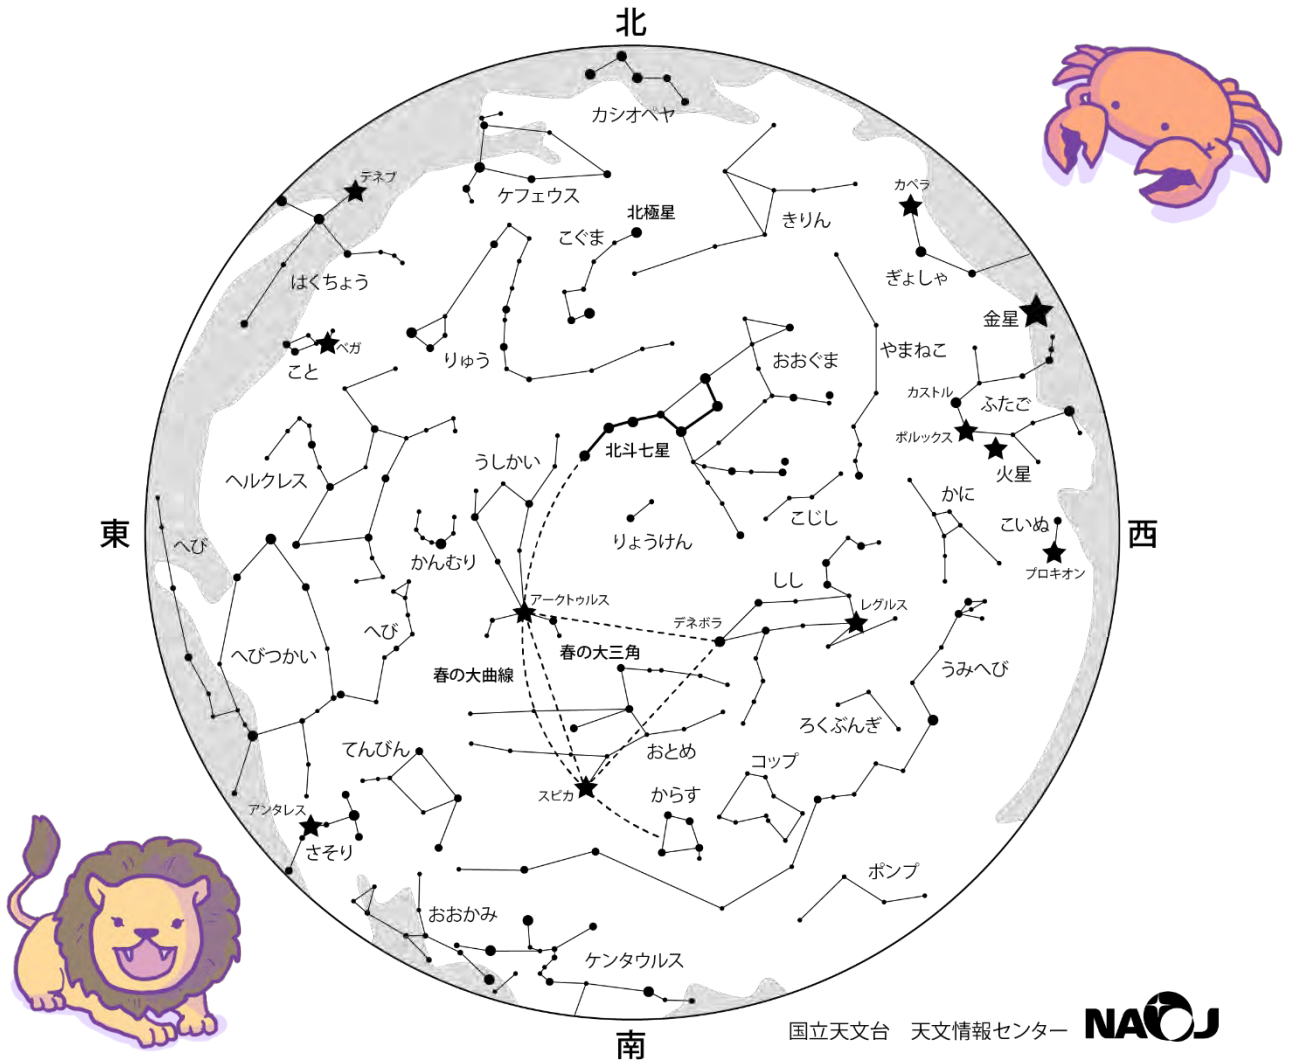 北
カシオペヤ
デネブ
ケフェウス
カペラ
北極星
きりん
こぐま
ぎょしゃ
はくちょう
金星
ベガ
こと
りゅう
おおぐま
やまねこ
カストル
ふたご
ポルックス
北斗七星
うしかい
火星
ヘルクレス
かに
こじし
こいぬ
東
西
へび
りょうけん
かんむり
プロキオン
しし
アークトゥルス
レグルス
デネボラ
へび
へびつかい
春の大三角
うみへび
春の大曲線
ろくぶんぎ
てんびん
おとめ
コップ
スピカ
からす
アンタレス
さそり
ポンプ
おおかみ
ケンタウルス
国立天文台 天文情報センター
NAOJ
南